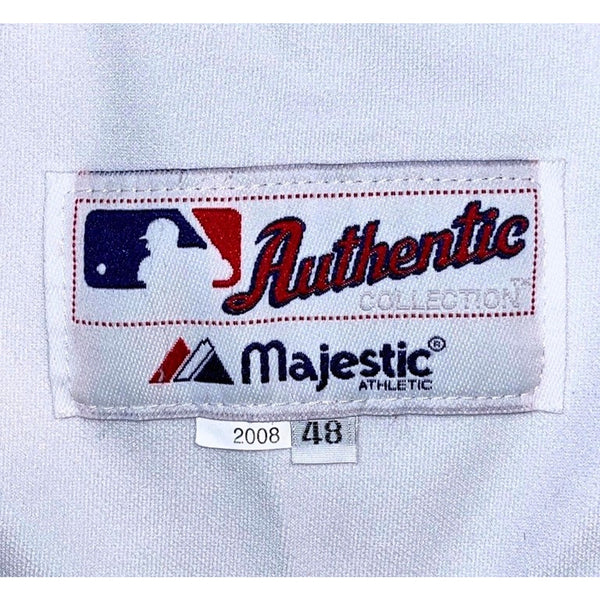 Authentic
COLLECTION™
Majestic®
ATHLETIC
2008 48